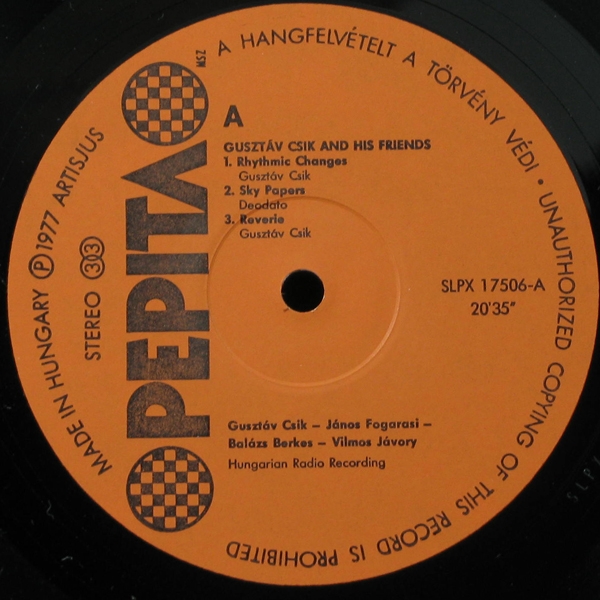 MADE IN HUNGARY Ⓟ 1977 ARTISJUS
A HANGFELVÉTELT A TÖRVÉNY VÉDI • UNAUTHORIZED COPYING OF THIS RECORD IS PROHIBITED
STEREO 33
PEPITA
MSZ
A
GUSZTÁV CSIK AND HIS FRIENDS
1. Rhythmic Changes
Gusztáv Csik
2. Sky Papers
Deodato
3. Reverie
Gusztáv Csik
SLPX 17506-A
20'35"
Gusztáv Csik – János Fogarasi –
Balázs Berkes – Vilmos Jávory
Hungarian Radio Recording